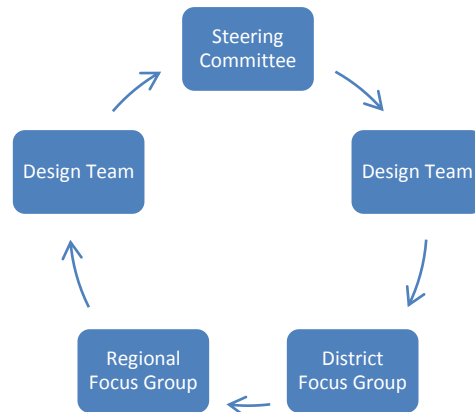 Steering
Committee
Design Team
Design Team
Regional
Focus Group
District
Focus Group